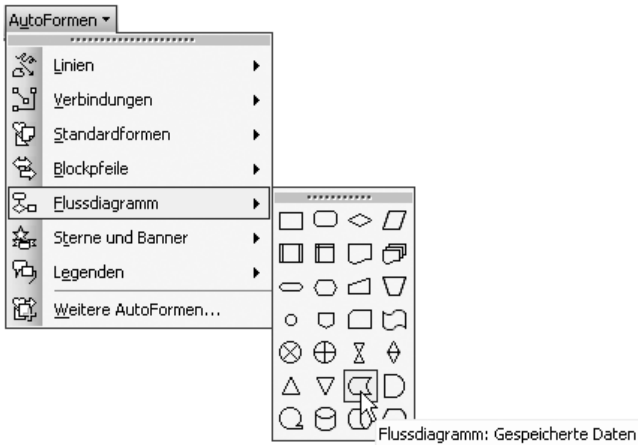 AutoFormen
Linien
Verbindungen
Standardformen
Blockpfeile
Flussdiagramm
Sterne und Banner
Legenden
Weitere AutoFormen...
Flussdiagramm: Gespeicherte Daten